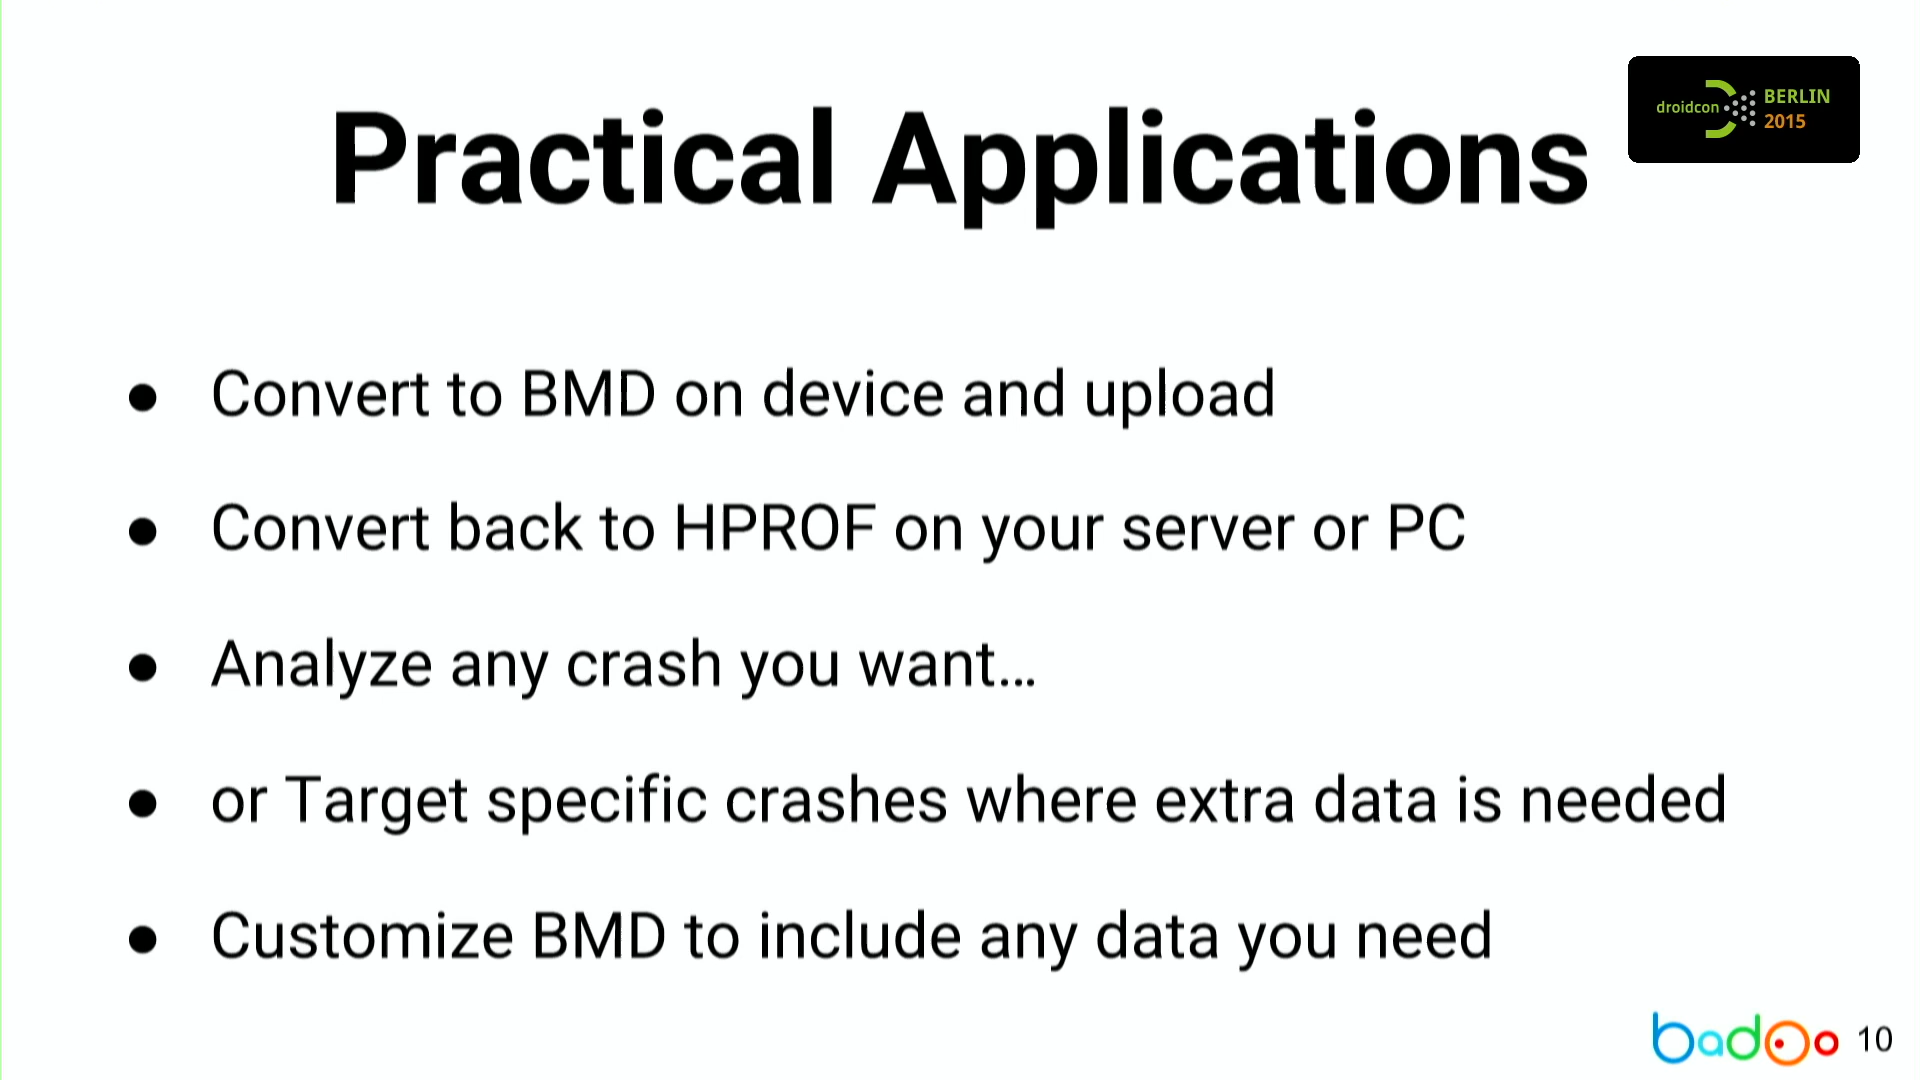 Practical Applications
droidcon BERLIN
2015
● Convert to BMD on device and upload
● Convert back to HPROF on your server or PC
● Analyze any crash you want...
● or Target specific crashes where extra data is needed
● Customize BMD to include any data you need
badoo 10